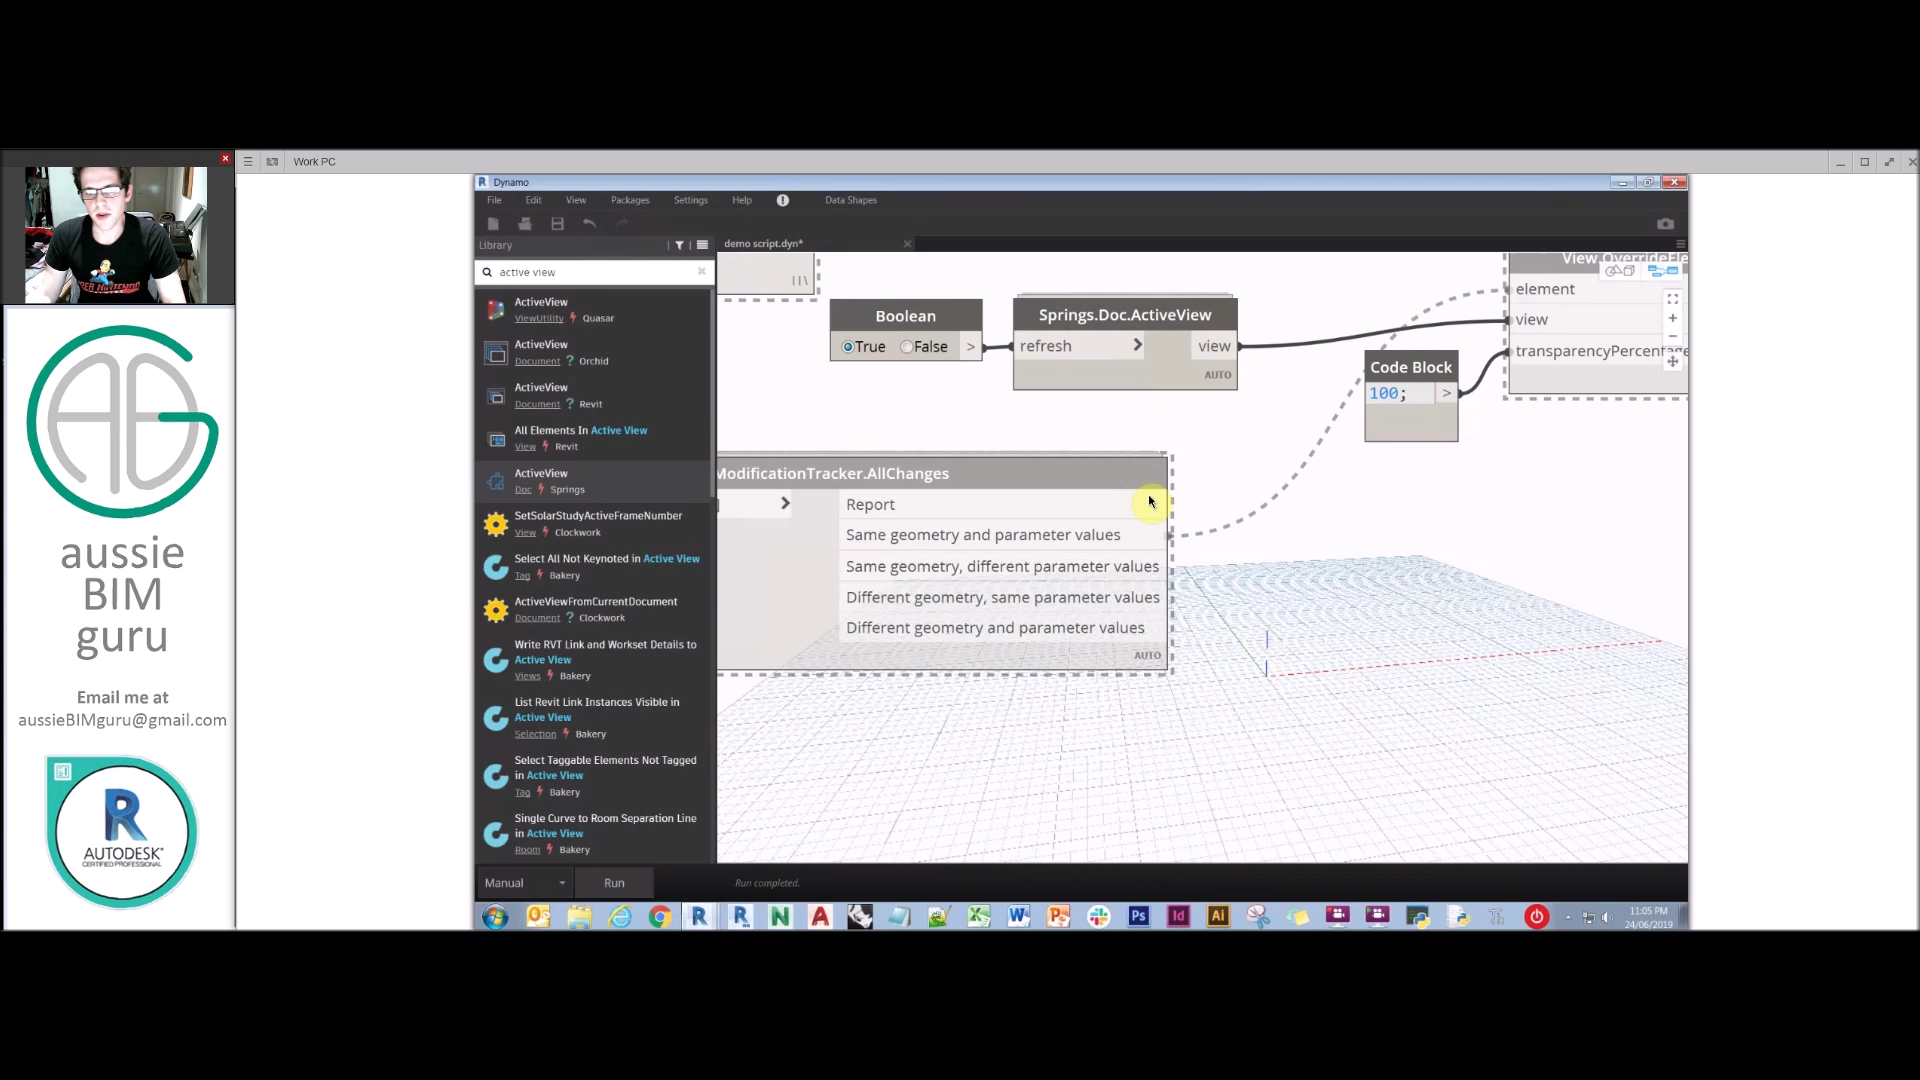 Work PC
Dynamo
File Edit View Packages Settings Help Data Shapes
Library
demo script.dyn*
active view
ActiveView
ViewUtility Quasar
ActiveView
Document ? Orchid
ActiveView
Document ? Revit
All Elements In Active View
View Revit
ActiveView
Doc Springs
SetSolarStudyActiveFrameNumber
View Clockwork
Select All Not Keynoted in Active View
Tag Bakery
ActiveViewFromCurrentDocument
Document ? Clockwork
Write RVT Link and Workset Details to
Active View
Views Bakery
List Revit Link Instances Visible in
Active View
Selection Bakery
Select Taggable Elements Not Tagged
in Active View
Tag Bakery
Single Curve to Room Separation Line
in Active View
Room Bakery
Manual
Run
Run completed.
Boolean
True False >
Springs.Doc.ActiveView
refresh > view
AUTO
Code Block
100; >
element
view
transparencyPercentage
ModificationTracker.AllChanges
Report
Same geometry and parameter values
Same geometry, different parameter values
Different geometry, same parameter values
Different geometry and parameter values
AUTO
aussie
BIM
guru
Email me at
aussieBIMguru@gmail.com
R
AUTODESK
CERTIFIED PROFESSIONAL
11:05 PM
24/06/2019